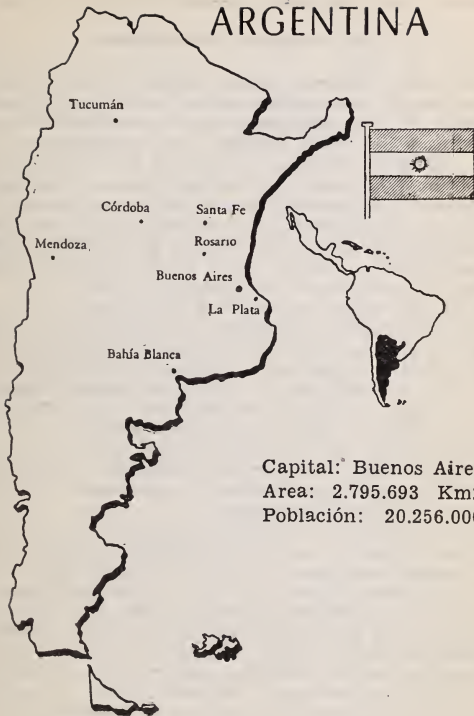 ARGENTINA
Tucumán
Córdoba
Santa Fe
Mendoza
Rosario
Buenos Aires
La Plata
Bahía Blanca
Capital: Buenos Aire
Area: 2.795.693 Km
Población: 20.256.000